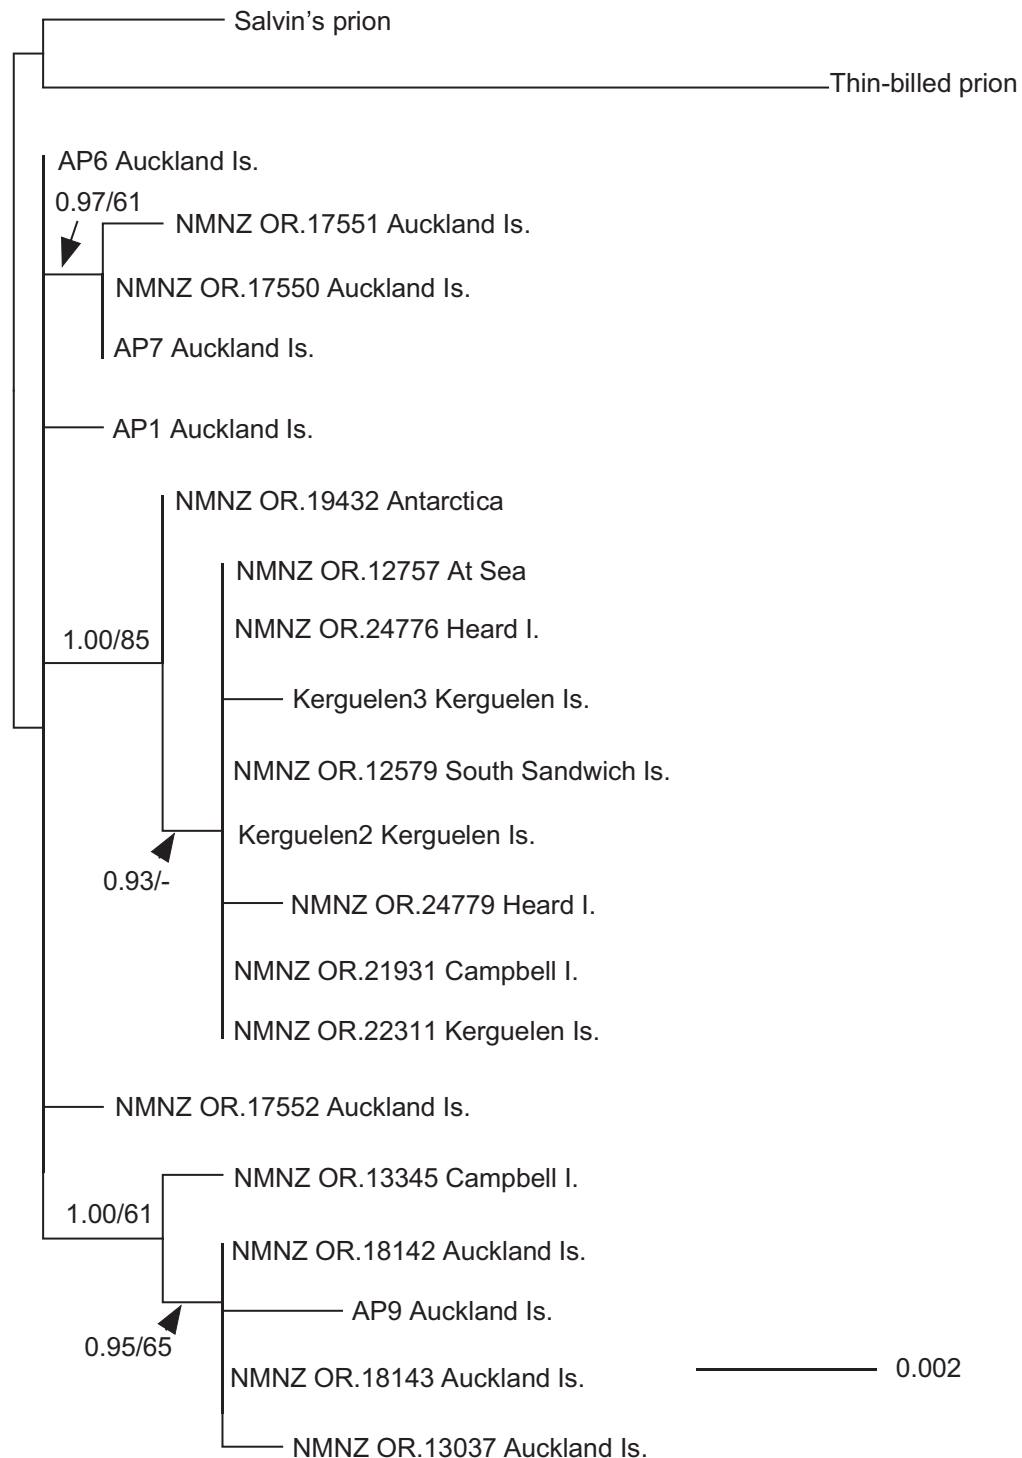 Salvin’s prion
Thin-billed prion
AP6 Auckland Is.
0.97/61
NMNZ OR.17551 Auckland Is.
NMNZ OR.17550 Auckland Is.
AP7 Auckland Is.
AP1 Auckland Is.
NMNZ OR.19432 Antarctica
NMNZ OR.12757 At Sea
NMNZ OR.24776 Heard I.
1.00/85
Kerguelen3 Kerguelen Is.
NMNZ OR.12579 South Sandwich Is.
Kerguelen2 Kerguelen Is.
0.93/-
NMNZ OR.24779 Heard I.
NMNZ OR.21931 Campbell I.
NMNZ OR.22311 Kerguelen Is.
NMNZ OR.17552 Auckland Is.
NMNZ OR.13345 Campbell I.
1.00/61
NMNZ OR.18142 Auckland Is.
AP9 Auckland Is.
0.95/65
0.002
NMNZ OR.18143 Auckland Is.
NMNZ OR.13037 Auckland Is.